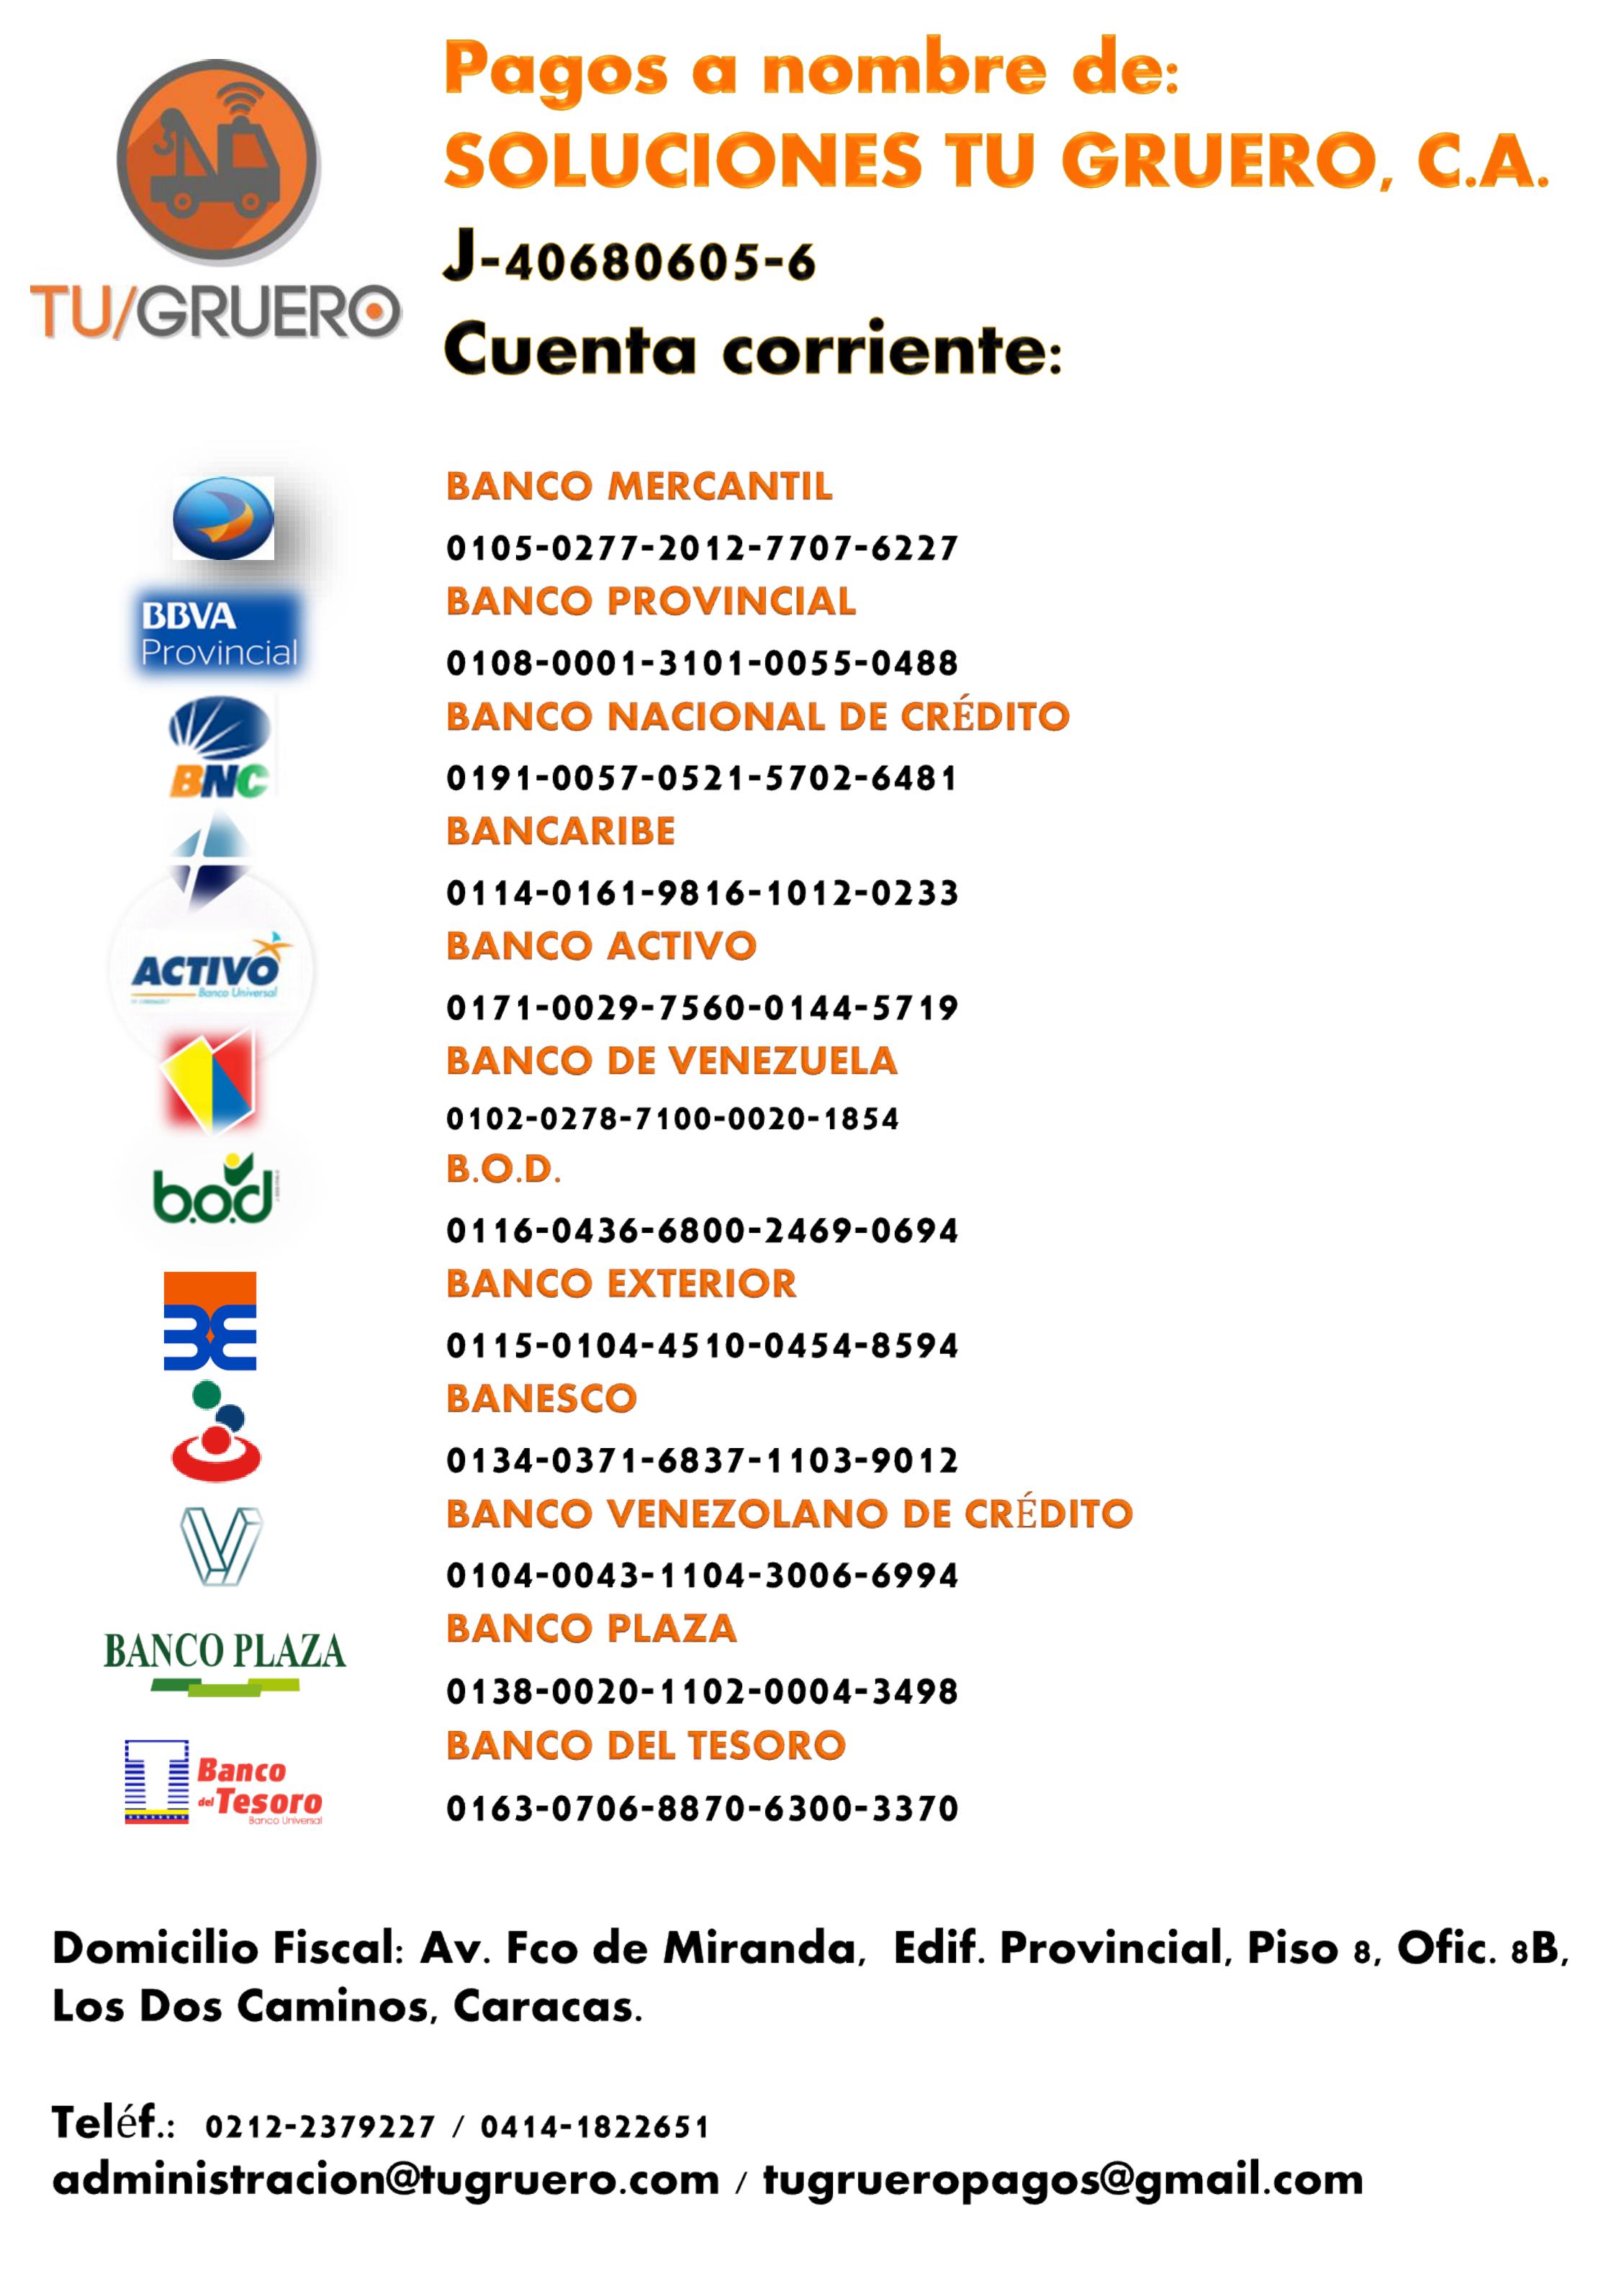 Pagos a nombre de:
SOLUCIONES TU GRUERO, C.A.
J-40680605-6
TU/GRUERO
Cuenta corriente:
BANCO MERCANTIL
0105-0277-2012-7707-6227
BBVA
Provincial
BANCO PROVINCIAL
0108-0001-3101-0055-0488
BNC
BANCO NACIONAL DE CRÉDITO
0191-0057-0521-5702-6481
BANCARIBE
0114-0161-9816-1012-0233
ACTIVO
Banco Universal
BANCO ACTIVO
0171-0029-7560-0144-5719
BANCO DE VENEZUELA
0102-0278-7100-0020-1854
b.o.d
B.O.D.
0116-0436-6800-2469-0694
BANCO EXTERIOR
0115-0104-4510-0454-8594
BANESCO
0134-0371-6837-1103-9012
BANCO VENEZOLANO DE CRÉDITO
0104-0043-1104-3006-6994
BANCO PLAZA
BANCO PLAZA
0138-0020-1102-0004-3498
Banco
del Tesoro
Banco Universal
BANCO DEL TESORO
0163-0706-8870-6300-3370
Domicilio Fiscal: Av. Fco de Miranda, Edif. Provincial, Piso 8, Ofic. 8B,
Los Dos Caminos, Caracas.
Teléf.: 0212-2379227 / 0414-1822651
administracion@tugruero.com / tugrueropagos@gmail.com